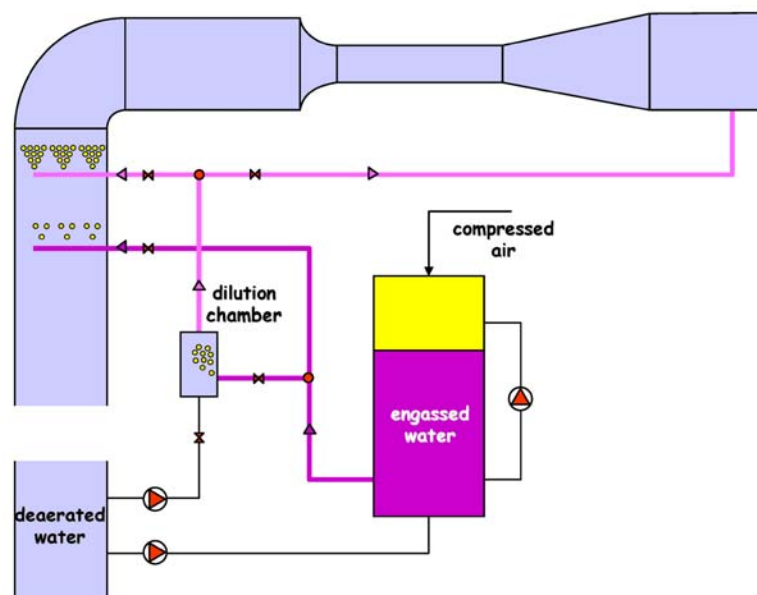 compressed
air
dilution
chamber
engassed
water
deaerated
water